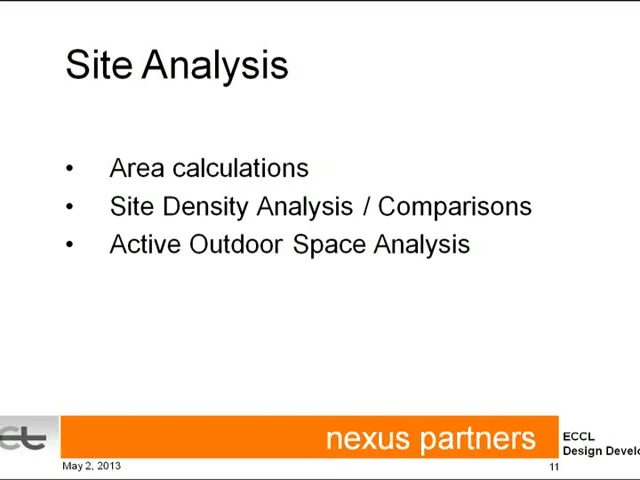 Site Analysis
• Area calculations
• Site Density Analysis / Comparisons
• Active Outdoor Space Analysis
nexus partners
ECCL
Design
May 2, 2013
11